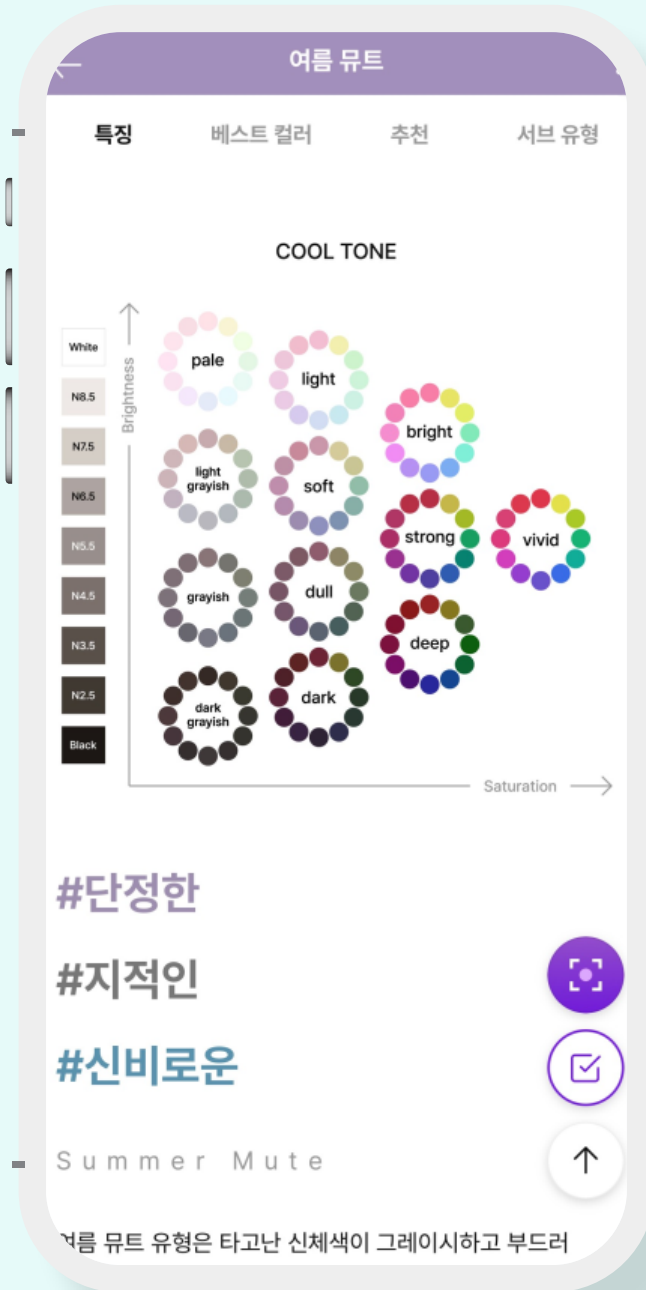 여름 뮤트
특징 베스트 컬러 추천 서브 유형
COOL TONE
White
N8.5
N7.5
N6.5
N5.5
N4.5
N3.5
N2.5
Black
Brightness
pale
light
bright
light
grayish
soft
strong
vivid
grayish
dull
deep
dark
grayish
dark
Saturation
#단정한
#지적인
#신비로운
Summer Mute
여름 뮤트 유형은 타고난 신체색이 그레이시하고 부드러